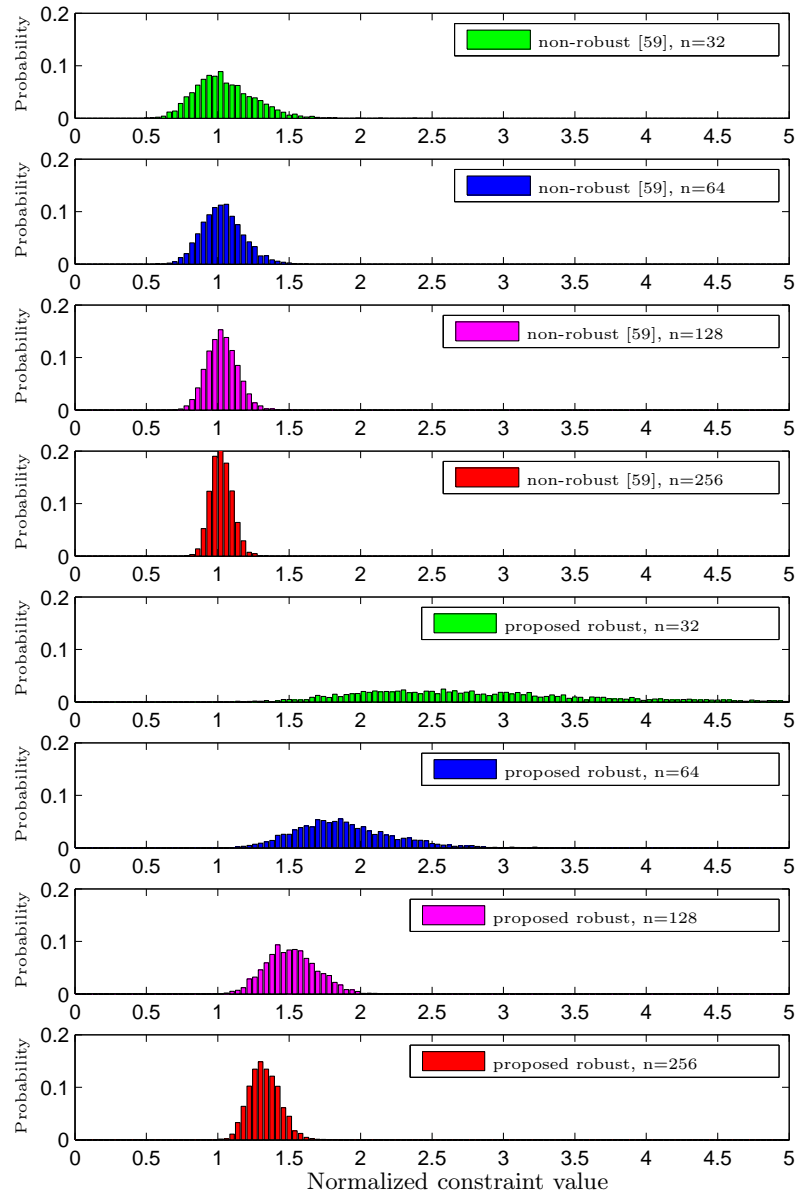 Probability
0.2
0.1
0
non-robust [59], n=32
0 0.5 1 1.5 2 2.5 3 3.5 4 4.5 5
Probability
0.2
0.1
0
non-robust [59], n=64
0 0.5 1 1.5 2 2.5 3 3.5 4 4.5 5
Probability
0.2
0.1
0
non-robust [59], n=128
0 0.5 1 1.5 2 2.5 3 3.5 4 4.5 5
Probability
0.2
0.1
0
non-robust [59], n=256
0 0.5 1 1.5 2 2.5 3 3.5 4 4.5 5
Probability
0.2
0.1
0
proposed robust, n=32
0 0.5 1 1.5 2 2.5 3 3.5 4 4.5 5
Probability
0.2
0.1
0
proposed robust, n=64
0 0.5 1 1.5 2 2.5 3 3.5 4 4.5 5
Probability
0.2
0.1
0
proposed robust, n=128
0 0.5 1 1.5 2 2.5 3 3.5 4 4.5 5
Probability
0.2
0.1
0
proposed robust, n=256
0 0.5 1 1.5 2 2.5 3 3.5 4 4.5 5
Normalized constraint value